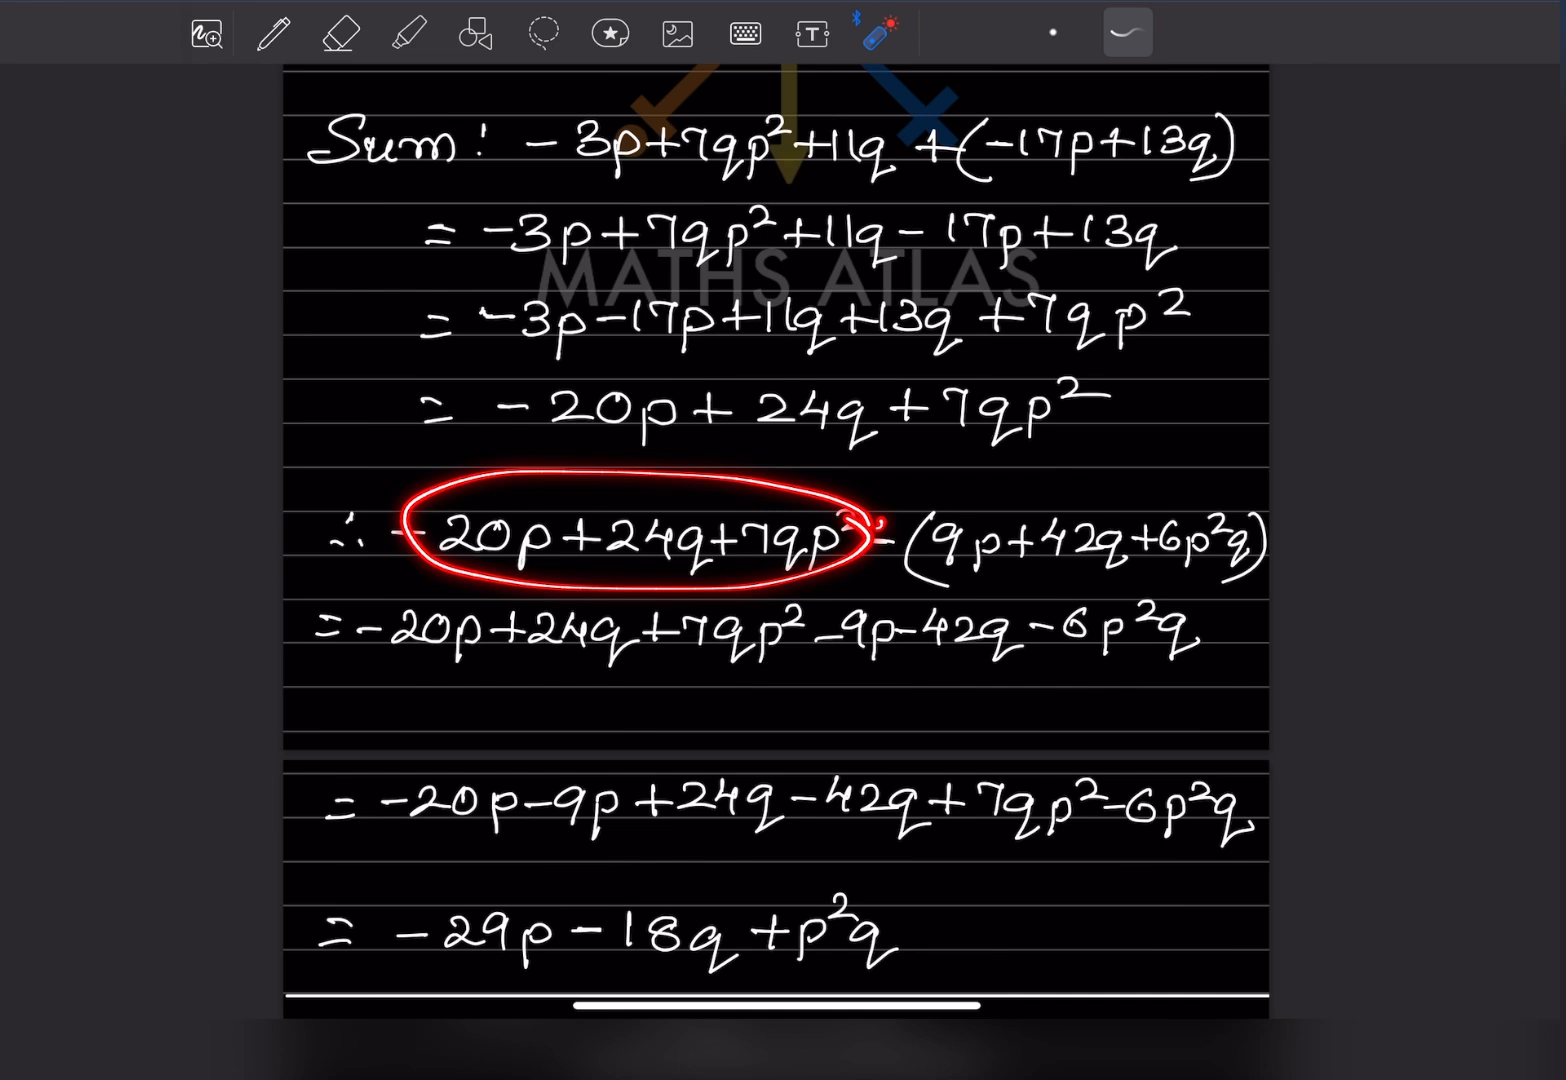 Sum: -3p+7qp²+11q+(-17p+13q)
= -3p+7qp²+11q-17p+13q
MATHS ATLAS
= -3p-17p+11q+13q+7qp²
= -20p+24q+7qp²
∴ -20p+24q+7qp² - (9p+42q+6p²q)
= -20p+24q+7qp²-9p-42q-6p²q
= -20p-9p+24q-42q+7qp²-6p²q
= -29p-18q+p²q